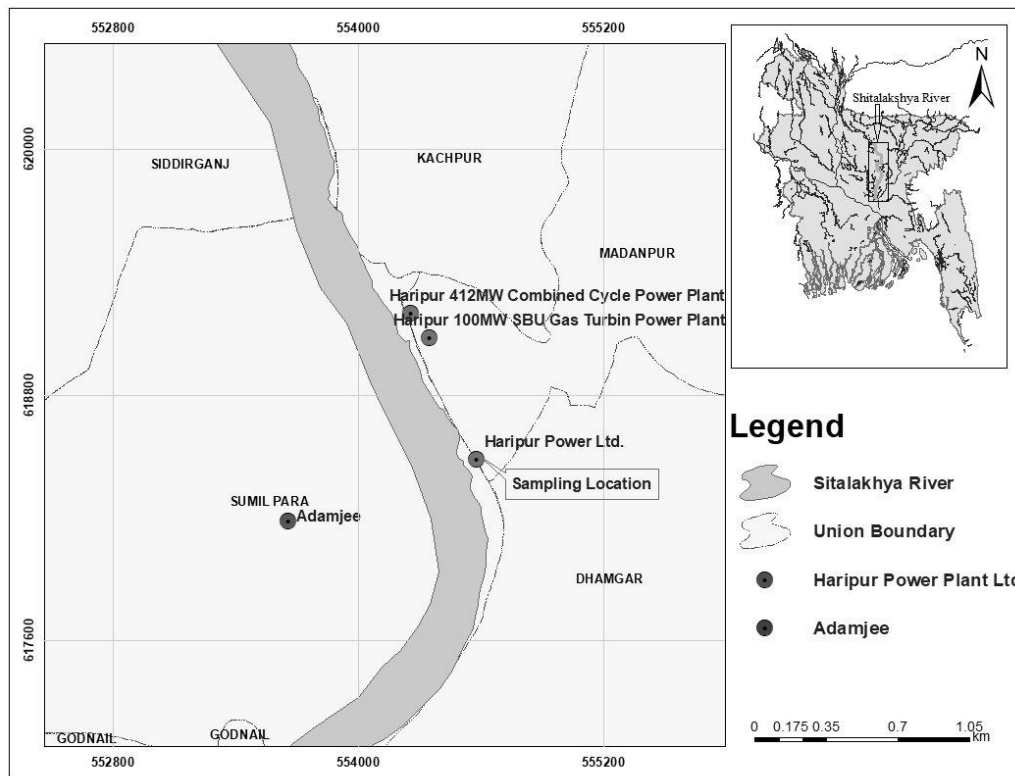 552800
554000
555200
620000
618800
617600
SIDDIRGANJ
KACHPUR
MADANPUR
Haripur 412MW Combined Cycle Power Plant
Haripur 100MW SBU Gas Turbin Power Plant
Haripur Power Ltd.
Sampling Location
SUMIL PARA
Adamjee
DHAMGAR
GODNAIL
GODNAIL
552800
554000
555200
N
Shitalakshya River
Legend
Sitalakhya River
Union Boundary
Haripur Power Plant Ltd
Adamjee
0 0.175 0.35 0.7 1.05
km